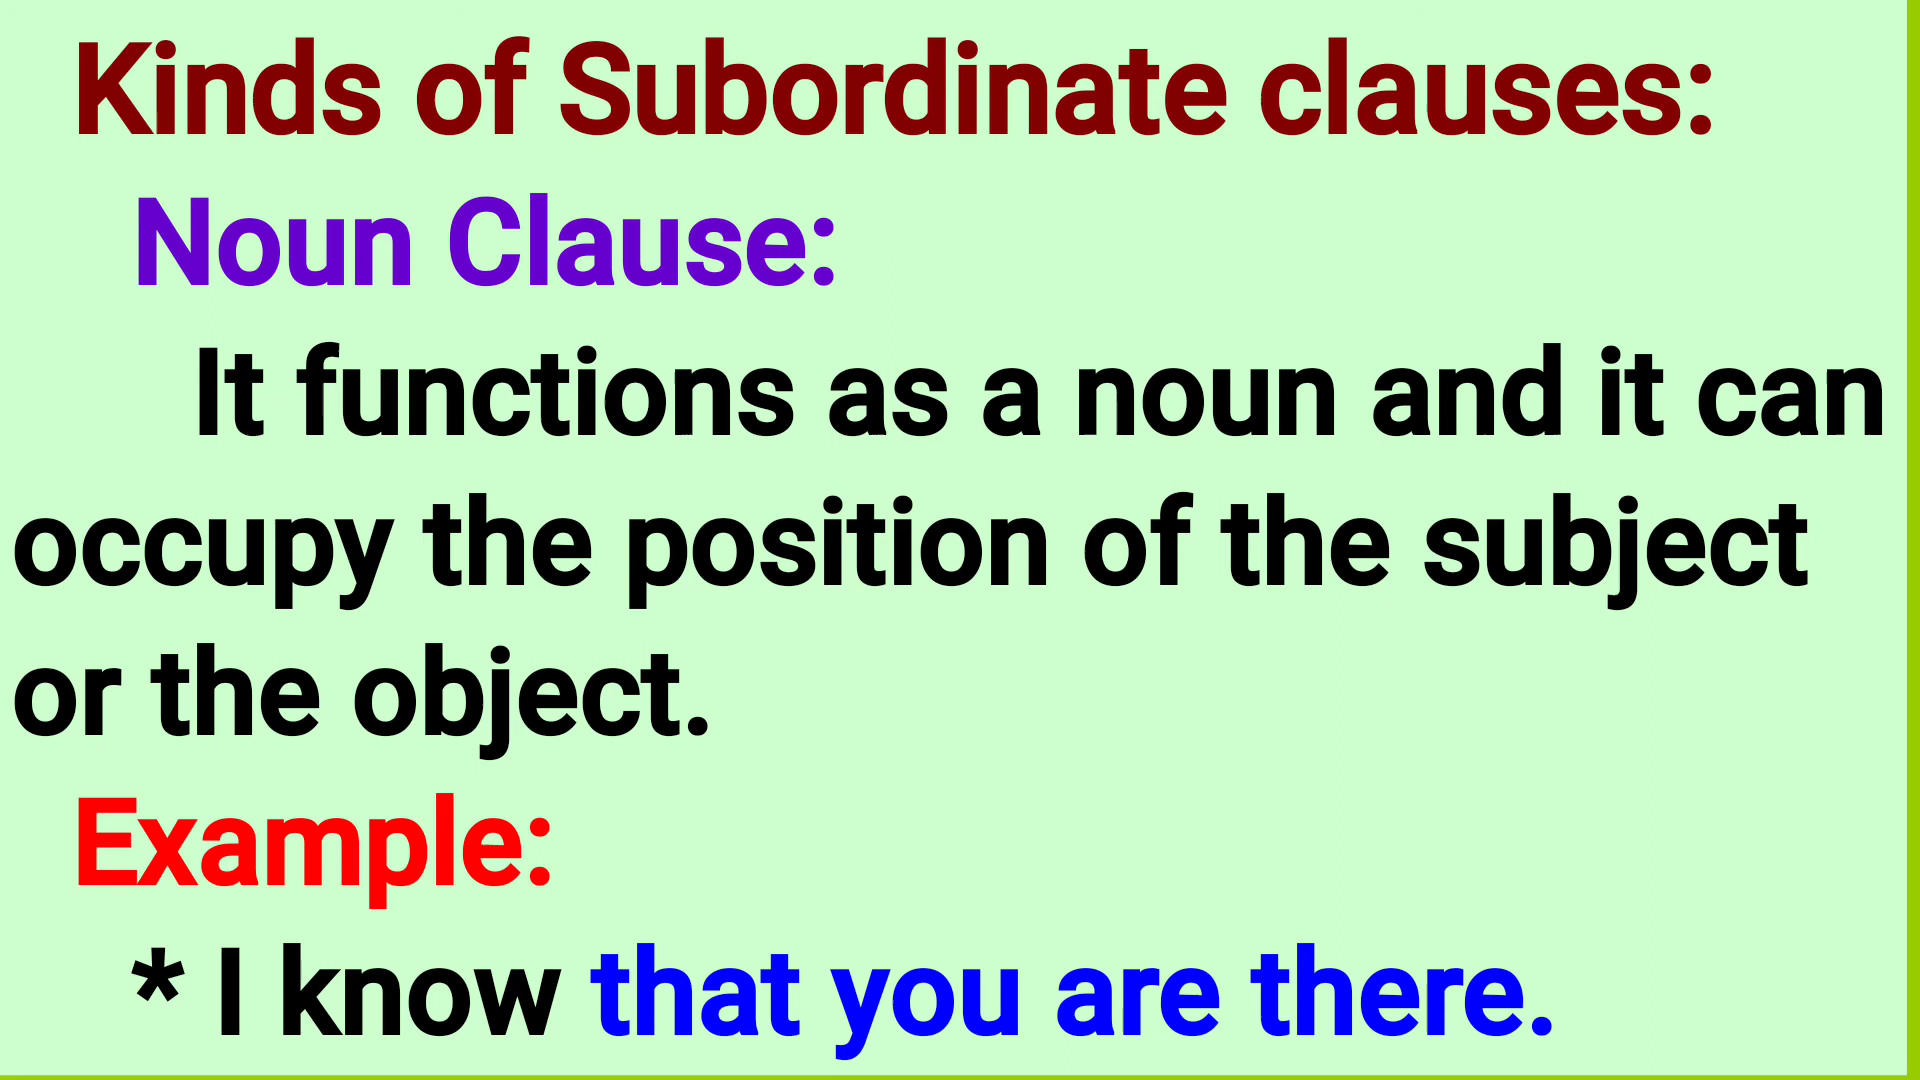 Kinds of Subordinate clauses:
Noun Clause:
It functions as a noun and it can
occupy the position of the subject
or the object.
Example:
* I know that you are there.